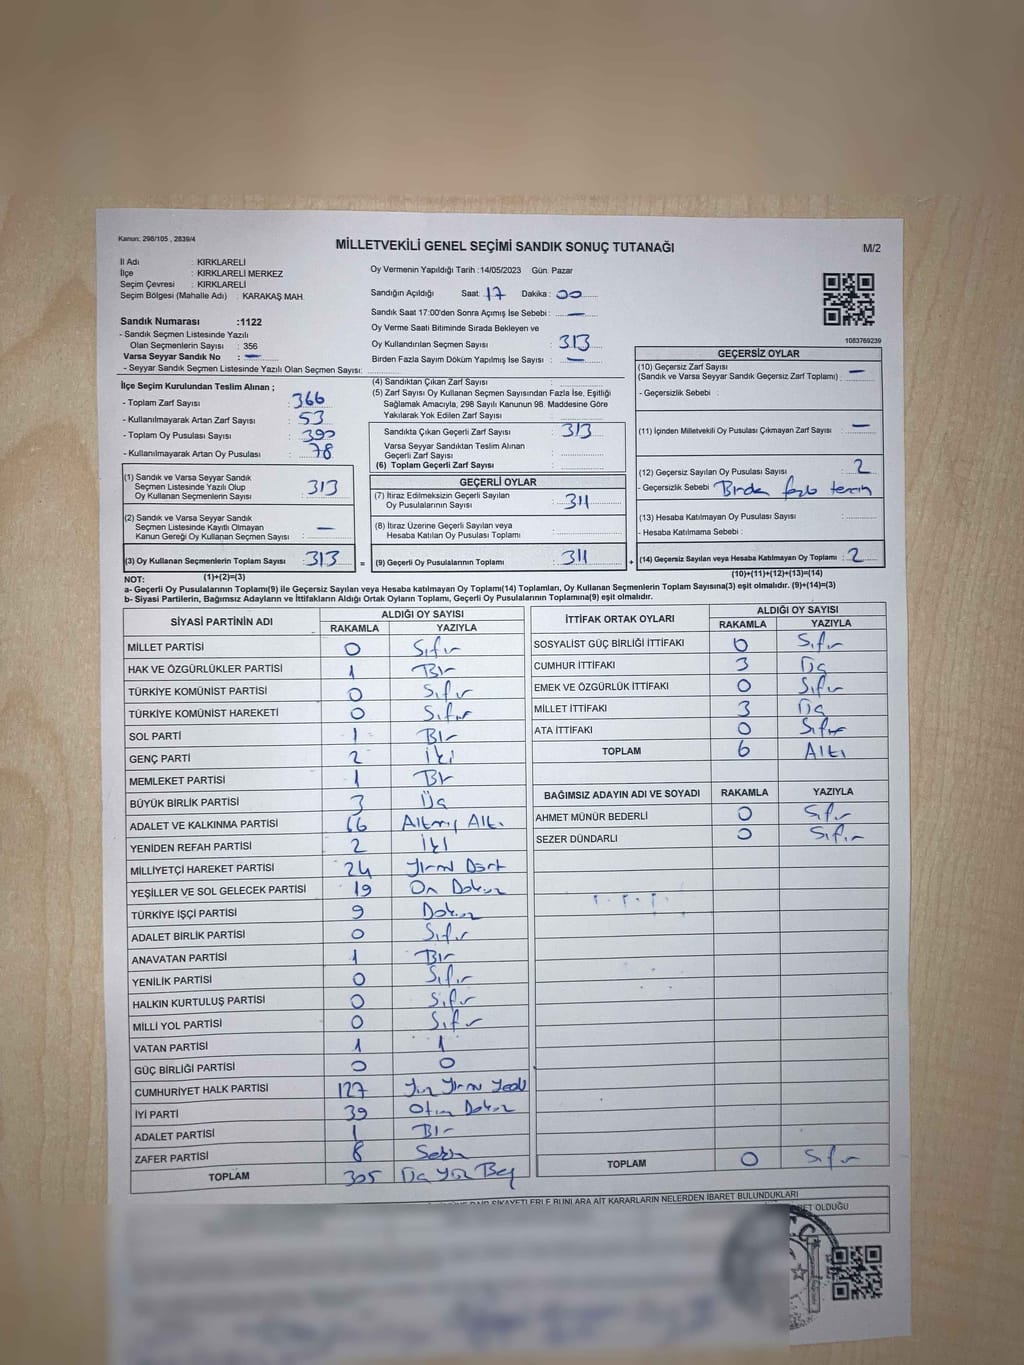 Kanun: 298/105 , 2839/4
MİLLETVEKİLİ GENEL SEÇİMİ SANDIK SONUÇ TUTANAĞI
M/2
İl Adı : KIRKLARELİ
İlçe : KIRKLARELİ MERKEZ
Seçim Çevresi : KIRKLARELİ
Seçim Bölgesi (Mahalle Adı) : KARAKAŞ MAH.
Oy Vermenin Yapıldığı Tarih :14/05/2023 Gün: Pazar
Sandığın Açıldığı Saat: 17 Dakika: 00
Sandık Saat 17:00'den Sonra Açımış İse Sebebi : —
Oy Verme Saati Bitiminde Sırada Bekleyen ve
Oy Kullandırılan Seçmen Sayısı : 313
Birden Fazla Sayım Döküm Yapılmış İse Sayısı : —
1083769239
Sandık Numarası :1122
- Sandık Seçmen Listesinde Yazılı
Olan Seçmenlerin Sayısı : 356
Varsa Seyyar Sandık No : —
- Seyyar Sandık Seçmen Listesinde Yazılı Olan Seçmen Sayısı:
İlçe Seçim Kurulundan Teslim Alınan ;
- Toplam Zarf Sayısı : 366
- Kullanılmayarak Artan Zarf Sayısı : 53
- Toplam Oy Pusulası Sayısı : 390
- Kullanılmayarak Artan Oy Pusulası : 78
(1) Sandık ve Varsa Seyyar Sandık
Seçmen Listesinde Yazılı Olup
Oy Kullanan Seçmenlerin Sayısı : 313
(2) Sandık ve Varsa Seyyar Sandık
Seçmen Listesinde Kayıtlı Olmayan
Kanun Gereği Oy Kullanan Seçmen Sayısı : —
(3) Oy Kullanan Seçmenlerin Toplam Sayısı : 313 =
(1)+(2)=(3)
(4) Sandıktan Çıkan Zarf Sayısı :
(5) Zarf Sayısı Oy Kullanan Seçmen Sayısından Fazla İse, Eşitliği
Sağlamak Amacıyla, 298 Sayılı Kanunun 98. Maddesine Göre
Yakılarak Yok Edilen Zarf Sayısı :
Sandıkta Çıkan Geçerli Zarf Sayısı : 313
Varsa Seyyar Sandıktan Teslim Alınan
Geçerli Zarf Sayısı :
(6) Toplam Geçerli Zarf Sayısı :
GEÇERLİ OYLAR
(7) İtiraz Edilmeksizin Geçerli Sayılan
Oy Pusulalarının Sayısı : 311
(8) İtiraz Üzerine Geçerli Sayılan veya
Hesaba Katılan Oy Pusulası Toplamı :
(9) Geçerli Oy Pusulalarının Toplamı : 311 +
GEÇERSİZ OYLAR
(10) Geçersiz Zarf Sayısı
(Sandık ve Varsa Seyyar Sandık Geçersiz Zarf Toplamı) : —
- Geçersizlik Sebebi :
(11) İçinden Milletvekili Oy Pusulası Çıkmayan Zarf Sayısı : —
(12) Geçersiz Sayılan Oy Pusulası Sayısı : 2
- Geçersizlik Sebebi : Birden fazla tercih
(13) Hesaba Katılmayan Oy Pusulası Sayısı :
- Hesaba Katılmama Sebebi :
(14) Geçersiz Sayılan veya Hesaba Katılmayan Oy Toplamı : 2
(10)+(11)+(12)+(13)=(14)
NOT:
a- Geçerli Oy Pusulalarının Toplamı(9) ile Geçersiz Sayılan veya Hesaba katılmayan Oy Toplamı(14) Toplamları, Oy Kullanan Seçmenlerin Toplam Sayısına(3) eşit olmalıdır. (9)+(14)=(3)
b- Siyasi Partilerin, Bağımsız Adayların ve İttifakların Aldığı Ortak Oyların Toplamı, Geçerli Oy Pusulalarının Toplamına(9) eşit olmalıdır.
SİYASİ PARTİNİN ADI ALDIĞI OY SAYISI
RAKAMLA YAZIYLA
MİLLET PARTİSİ 0 Sıfır
HAK VE ÖZGÜRLÜKLER PARTİSİ 1 Bir
TÜRKİYE KOMÜNİST PARTİSİ 0 Sıfır
TÜRKİYE KOMÜNİST HAREKETİ 0 Sıfır
SOL PARTİ 1 Bir
GENÇ PARTİ 2 İki
MEMLEKET PARTİSİ 1 Bir
BÜYÜK BİRLİK PARTİSİ 3 Üç
ADALET VE KALKINMA PARTİSİ 66 Altmış Altı
YENİDEN REFAH PARTİSİ 2 İki
MİLLİYETÇİ HAREKET PARTİSİ 24 Yirmi Dört
YEŞİLLER VE SOL GELECEK PARTİSİ 19 On Dokuz
TÜRKİYE İŞÇİ PARTİSİ 9 Dokuz
ADALET BİRLİK PARTİSİ 0 Sıfır
ANAVATAN PARTİSİ 1 Bir
YENİLİK PARTİSİ 0 Sıfır
HALKIN KURTULUŞ PARTİSİ 0 Sıfır
MİLLİ YOL PARTİSİ 0 Sıfır
VATAN PARTİSİ 1 1
GÜÇ BİRLİĞİ PARTİSİ 0 0
CUMHURİYET HALK PARTİSİ 127 Yüz Yirmi Yedi
İYİ PARTİ 39 Otuz Dokuz
ADALET PARTİSİ 1 Bir
ZAFER PARTİSİ 8 Sekiz
TOPLAM 305 Üç Yüz Beş
İTTİFAK ORTAK OYLARI ALDIĞI OY SAYISI
RAKAMLA YAZIYLA
SOSYALİST GÜÇ BİRLİĞİ İTTİFAKI 0 Sıfır
CUMHUR İTTİFAKI 3 Üç
EMEK VE ÖZGÜRLÜK İTTİFAKI 0 Sıfır
MİLLET İTTİFAKI 3 Üç
ATA İTTİFAKI 0 Sıfır
TOPLAM 6 Altı
BAĞIMSIZ ADAYIN ADI VE SOYADI RAKAMLA YAZIYLA
AHMET MÜNÜR BEDERLİ 0 Sıfır
SEZER DÜNDARLI 0 Sıfır
TOPLAM 0 Sıfır
ŞİKAYETLERLE BUNLARA AİT KARARLARIN NELERDEN İBARET BULUNDUKLARI
OLDUĞU